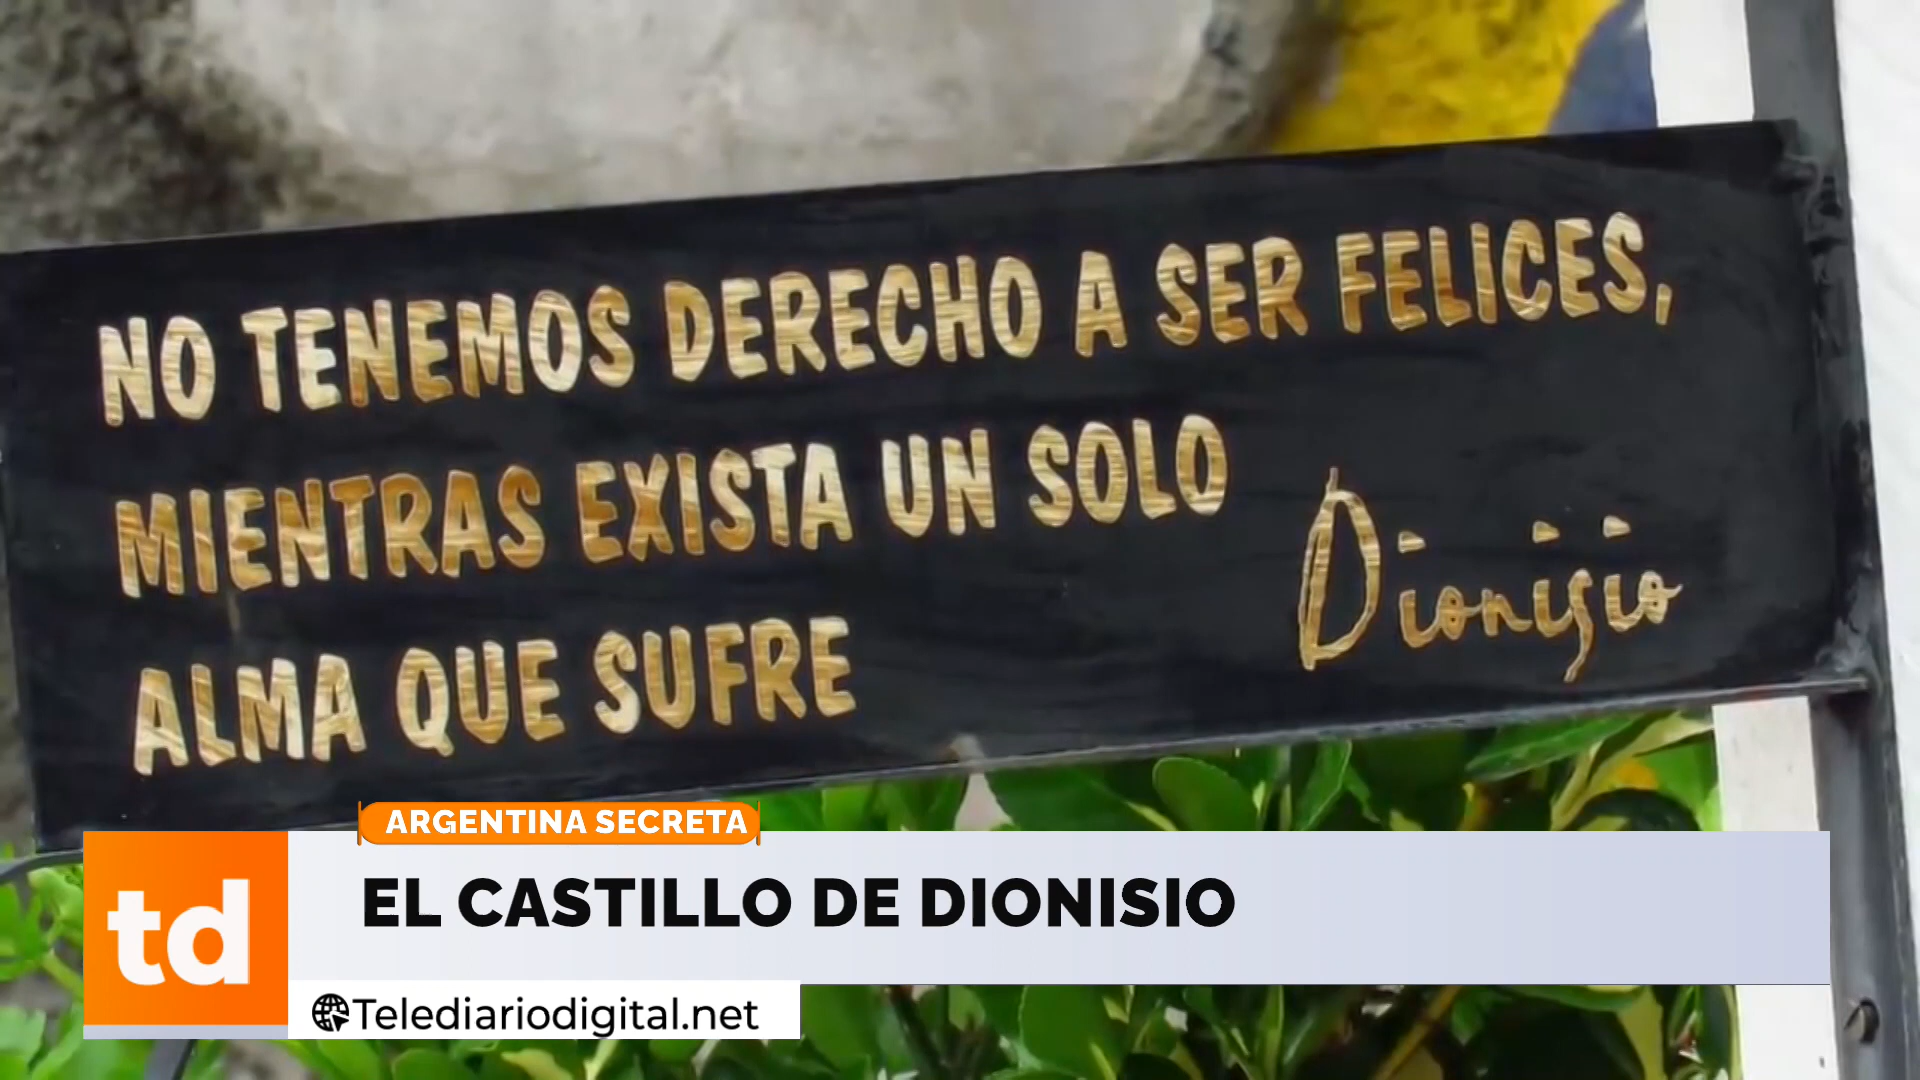 NO TENEMOS DERECHO A SER FELICES,
MIENTRAS EXISTA UN SOLO
ALMA QUE SUFRE
Dionisio
ARGENTINA SECRETA
td
EL CASTILLO DE DIONISIO
Telediariodigital.net